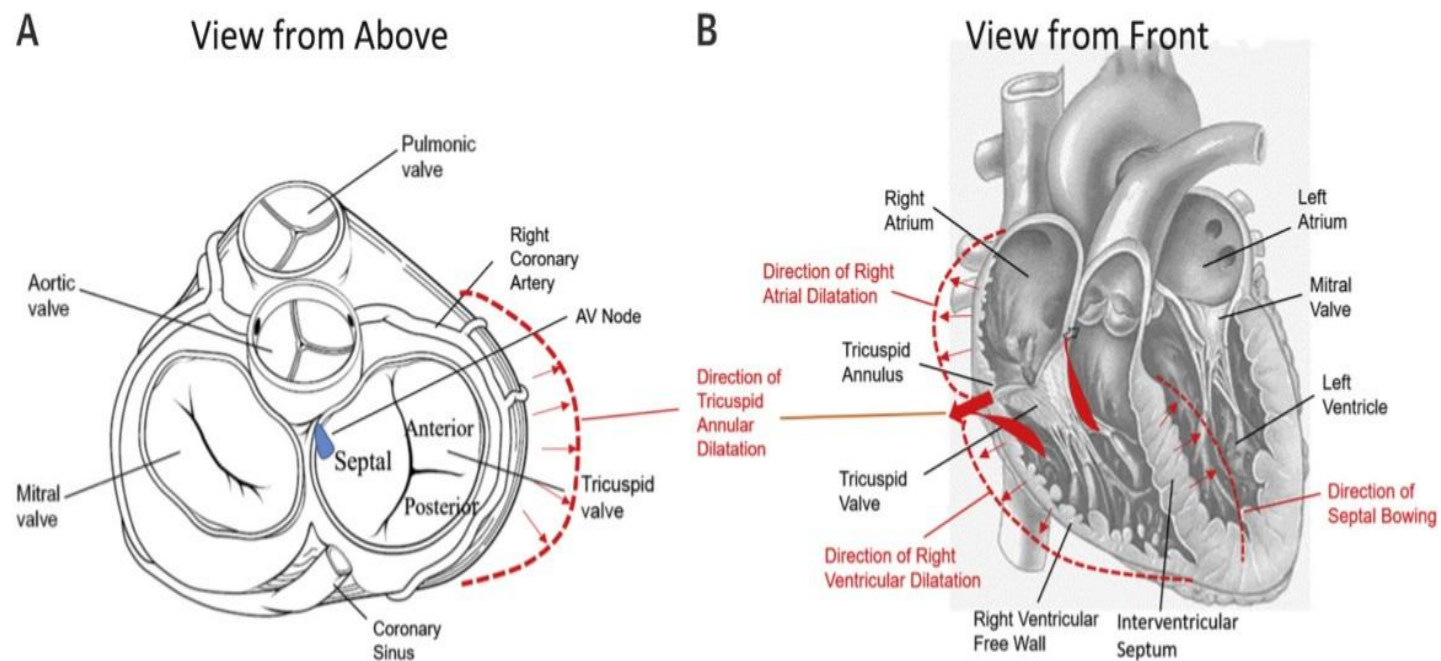 A
View from Above
Pulmonic
valve
Aortic
valve
Right
Coronary
Artery
AV Node
Direction of
Tricuspid
Annular
Dilatation
Anterior
Septal
Posterior
Mitral
valve
Tricuspid
valve
Coronary
Sinus
B
View from Front
Right
Atrium
Left
Atrium
Direction of Right
Atrial Dilatation
Mitral
Valve
Tricuspid
Annulus
Left
Ventricle
Tricuspid
Valve
Direction of
Septal Bowing
Direction of Right
Ventricular Dilatation
Right Ventricular
Free Wall
Interventricular
Septum